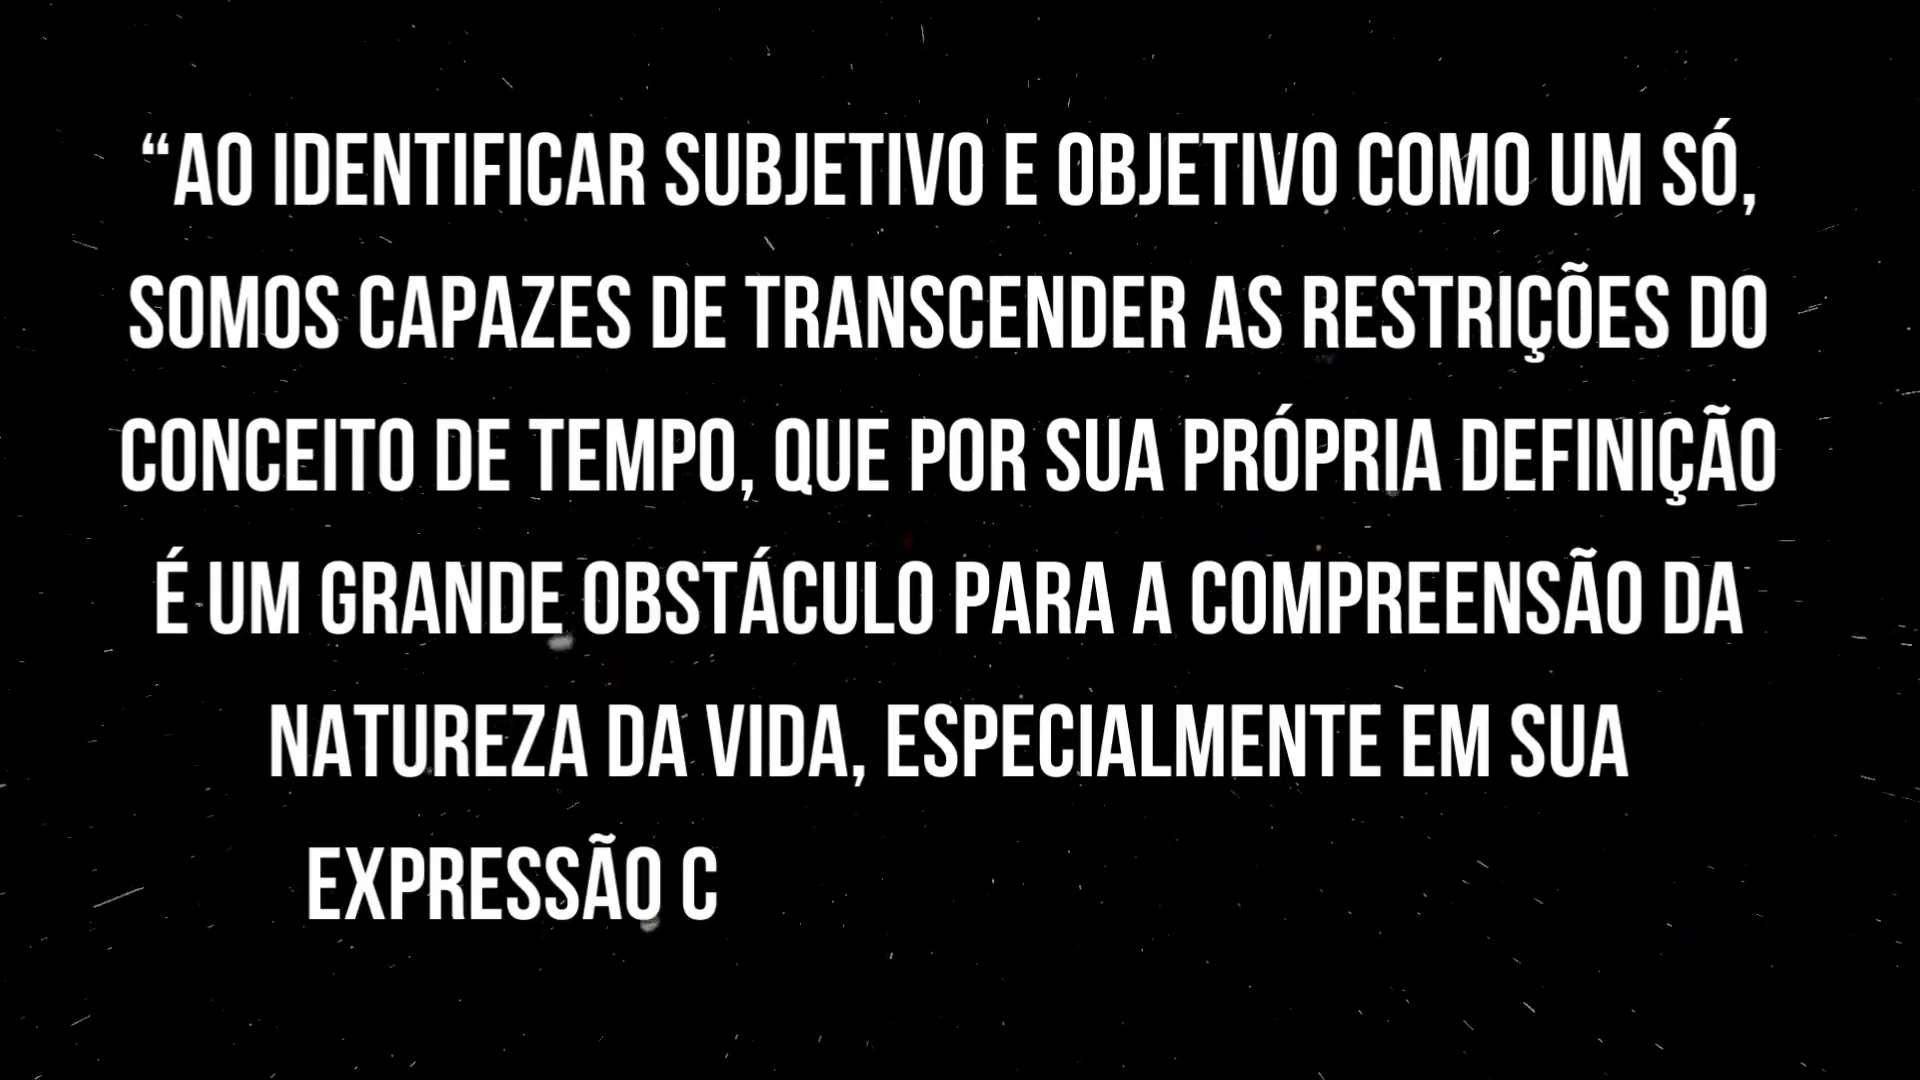 “AO IDENTIFICAR SUBJETIVO E OBJETIVO COMO UM SÓ,
SOMOS CAPAZES DE TRANSCENDER AS RESTRIÇÕES DO
CONCEITO DE TEMPO, QUE POR SUA PRÓPRIA DEFINIÇÃO
É UM GRANDE OBSTÁCULO PARA A COMPREENSÃO DA
NATUREZA DA VIDA, ESPECIALMENTE EM SUA
EXPRESSÃO C